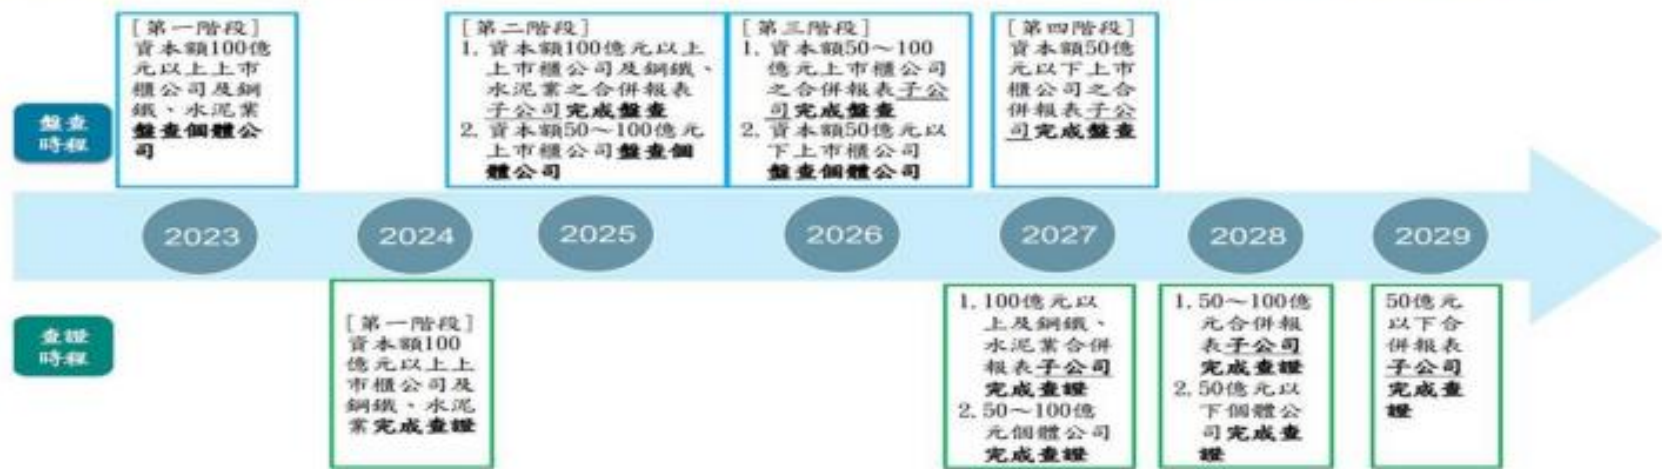 [第一階段]
資本額100億
元以上上市
櫃公司及鋼
鐵、水泥業
盤查個體公
司
[第二階段]
1. 資本額100億元以上
上市櫃公司及鋼鐵、
水泥業之合併報表
子公司完成盤查
2. 資本額50~100億元
上市櫃公司盤查個
體公司
[第三階段]
1. 資本額50~100
億元上市櫃公司
之合併報表子公
司完成盤查
2. 資本額50億元以
下上市櫃公司
盤查個體公司
[第四階段]
資本額50億
元以下上市
櫃公司之合
併報表子公
司完成盤查
盤查
時程
2023
2024
2025
2026
2027
2028
2029
查證
時程
[第一階段]
資本額100
億元以上上
市櫃公司及
鋼鐵、水泥
業完成查證
1. 100億元以
上及鋼鐵、
水泥業合併
報表子公司
完成查證
2. 50~100億
元個體公司
完成查證
1. 50~100億
元合併報
表子公司
完成查證
2. 50億元以
下個體公
司完成查
證
50億元
以下合
併報表
子公司
完成查
證